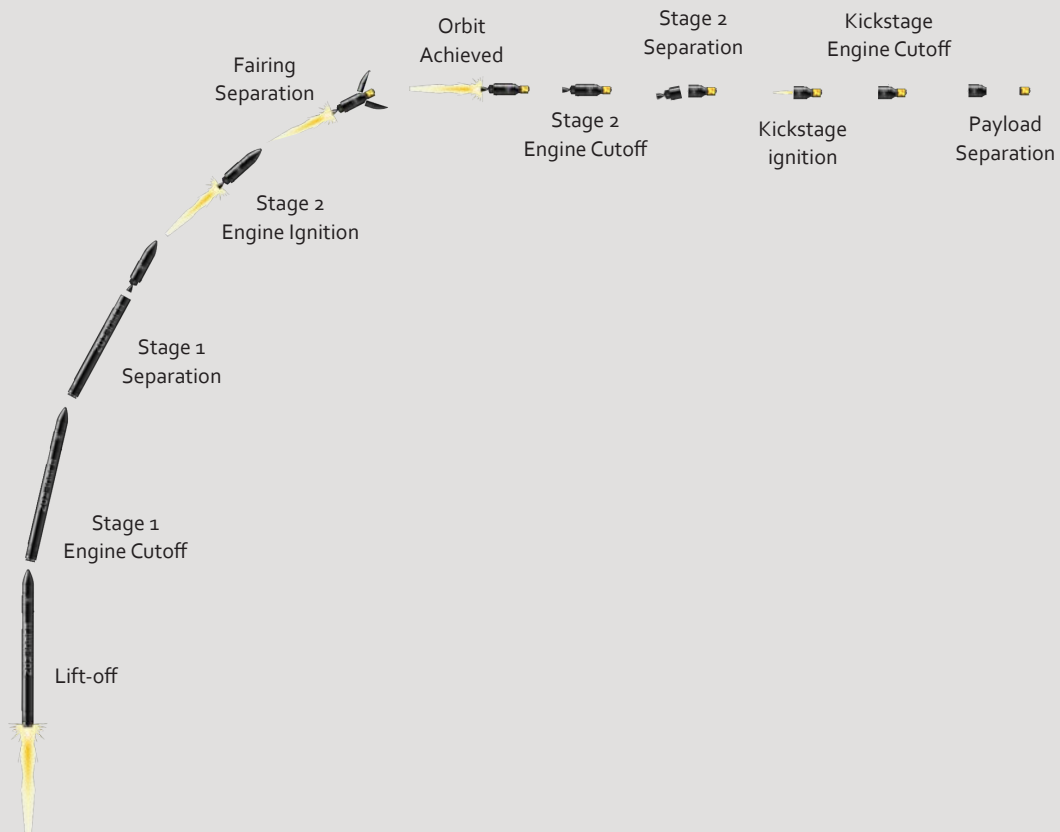 Lift-off
Stage 1
Engine Cutoff
Stage 1
Separation
Stage 2
Engine Ignition
Fairing
Separation
Orbit
Achieved
Stage 2
Engine Cutoff
Stage 2
Separation
Kickstage
ignition
Kickstage
Engine Cutoff
Payload
Separation